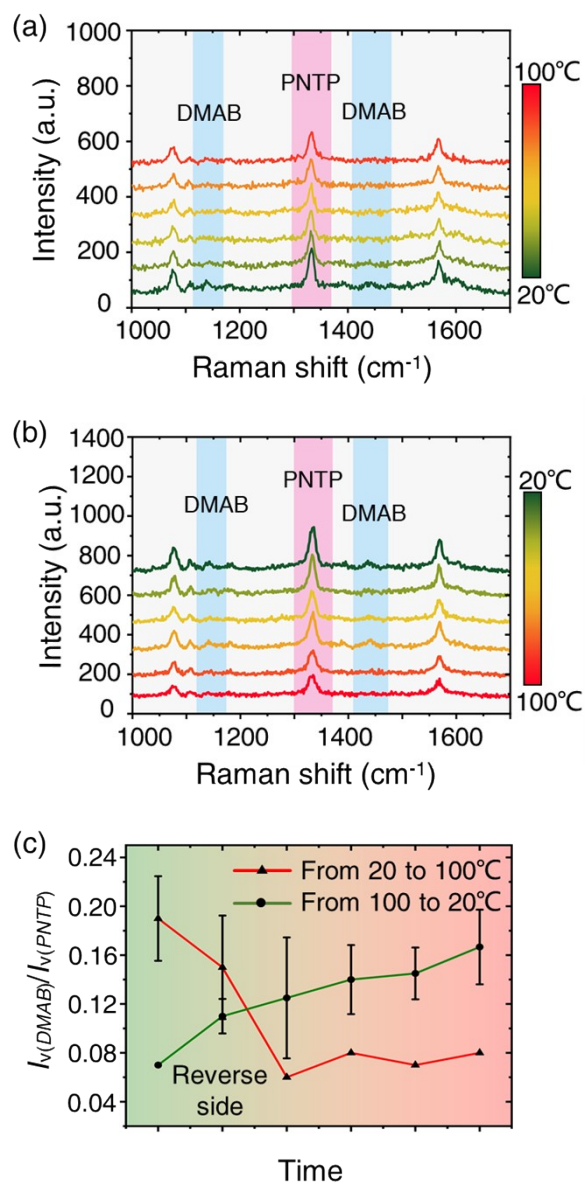 (a)
1000
800
600
400
200
0
Intensity (a.u.)
DMAB
PNTP
DMAB
100℃
20℃
1000
1200
1400
1600
Raman shift (cm⁻¹)
(b)
1400
1200
1000
800
600
400
200
0
Intensity (a.u.)
DMAB
PNTP
DMAB
20℃
100℃
1000
1200
1400
1600
Raman shift (cm⁻¹)
(c)
0.24
0.20
0.16
0.12
0.08
0.04
Iv(DMAB)/Iv(PNTP)
From 20 to 100℃
From 100 to 20℃
Reverse
side
Time